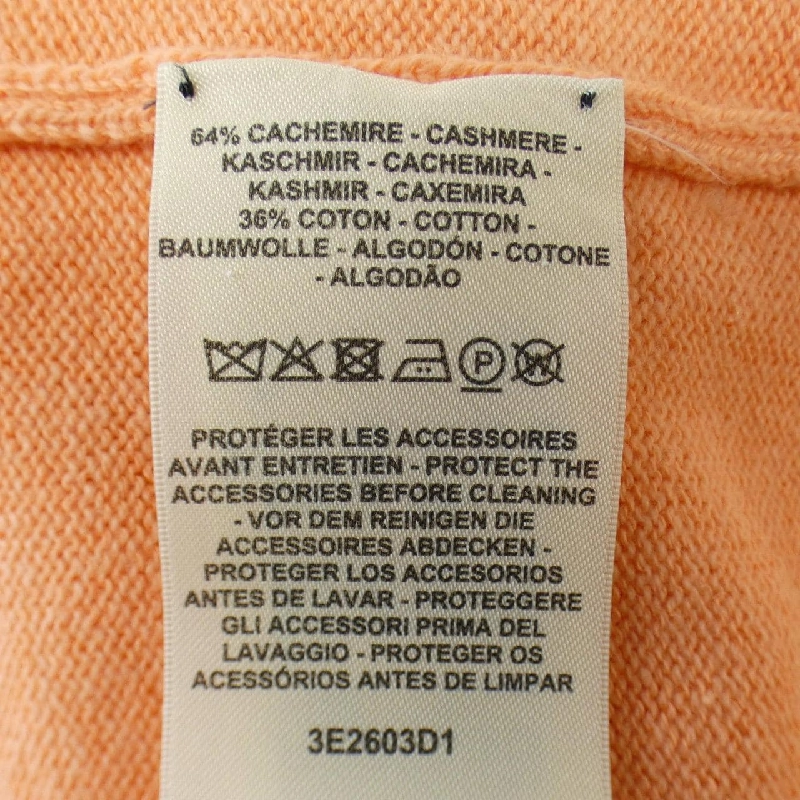 64% CACHEMIRE - CASHMERE -
KASCHMIR - CACHEMIRA -
KASHMIR - CAXEMIRA
36% COTON - COTTON -
BAUMWOLLE - ALGODÓN - COTONE
- ALGODÃO
P
W
PROTÉGER LES ACCESSOIRES
AVANT ENTRETIEN - PROTECT THE
ACCESSORIES BEFORE CLEANING
- VOR DEM REINIGEN DIE
ACCESSOIRES ABDECKEN -
PROTEGER LOS ACCESORIOS
ANTES DE LAVAR - PROTEGGERE
GLI ACCESSORI PRIMA DEL
LAVAGGIO - PROTEGER OS
ACESSÓRIOS ANTES DE LIMPAR
3E2603D1